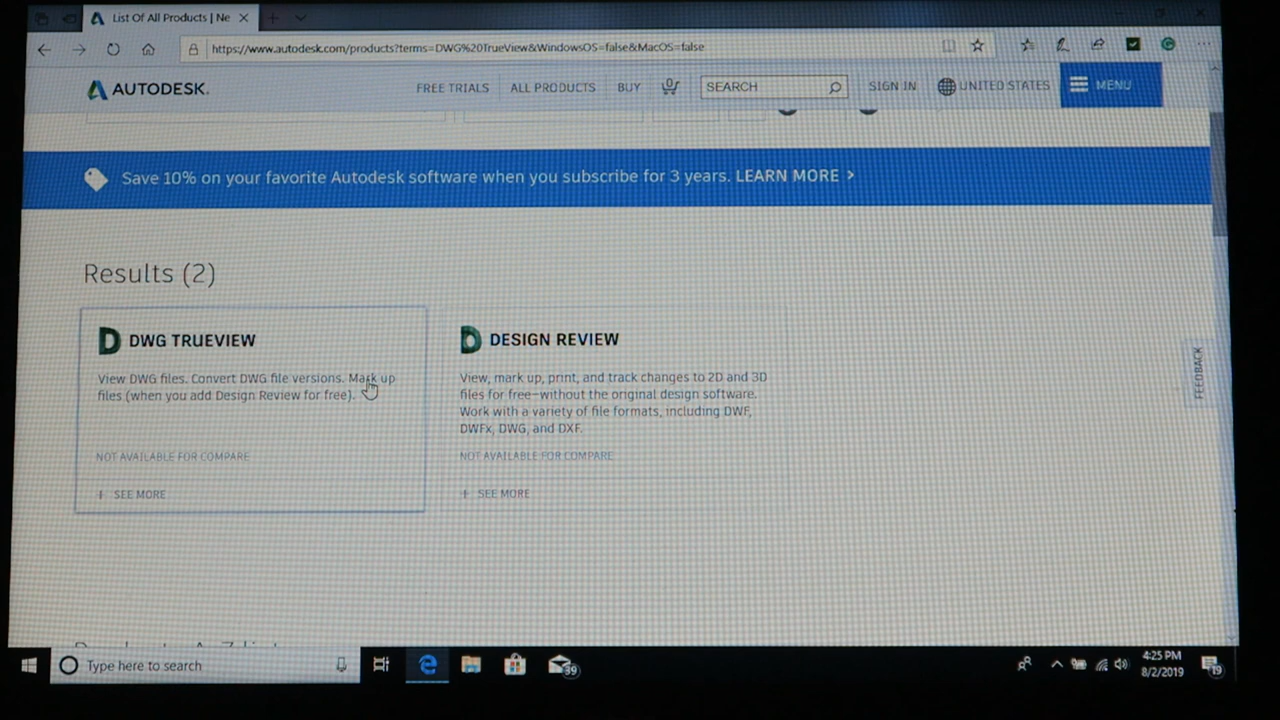 List Of All Products | Ne
https://www.autodesk.com/products?terms=DWG%20TrueView&WindowsOS=false&MacOS=false
AUTODESK.
FREE TRIALS
ALL PRODUCTS
BUY
SEARCH
SIGN IN
UNITED STATES
MENU
Save 10% on your favorite Autodesk software when you subscribe for 3 years. LEARN MORE >
Results (2)
DWG TRUEVIEW
View DWG files. Convert DWG file versions. Mark up
files (when you add Design Review for free).
NOT AVAILABLE FOR COMPARE
+ SEE MORE
DESIGN REVIEW
View, mark up, print, and track changes to 2D and 3D
files for free—without the original design software.
Work with a variety of file formats, including DWF,
DWFx, DWG, and DXF.
NOT AVAILABLE FOR COMPARE
+ SEE MORE
FEEDBACK
Type here to search
39
4:25 PM
8/2/2019
19